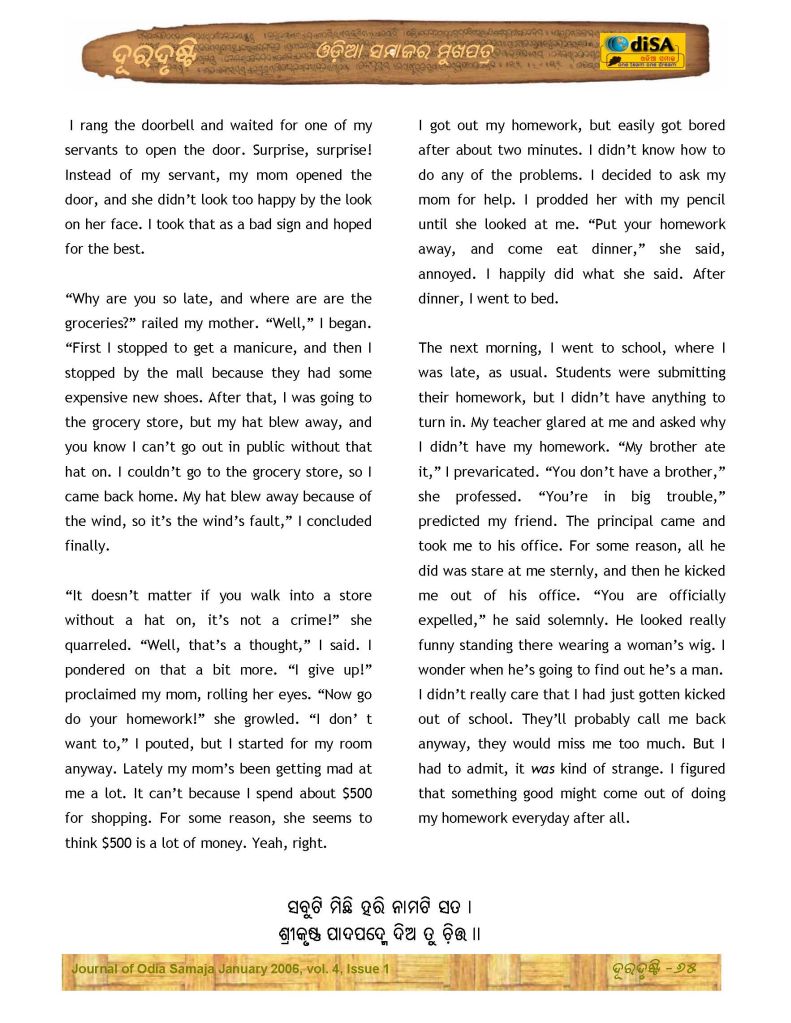 ଦୂରଦୃଷ୍ଟି
ଓଡ଼ିଆ ସମାଜର ମୁଖପତ୍ର
diSA
ଓଡ଼ିଆ ସମାଜ
one team one dream
I rang the doorbell and waited for one of my
servants to open the door. Surprise, surprise!
Instead of my servant, my mom opened the
door, and she didn’t look too happy by the look
on her face. I took that as a bad sign and hoped
for the best.
“Why are you so late, and where are are the
groceries?” railed my mother. “Well,” I began.
“First I stopped to get a manicure, and then I
stopped by the mall because they had some
expensive new shoes. After that, I was going to
the grocery store, but my hat blew away, and
you know I can’t go out in public without that
hat on. I couldn’t go to the grocery store, so I
came back home. My hat blew away because of
the wind, so it’s the wind’s fault,” I concluded
finally.
“It doesn’t matter if you walk into a store
without a hat on, it’s not a crime!” she
quarreled. “Well, that’s a thought,” I said. I
pondered on that a bit more. “I give up!”
proclaimed my mom, rolling her eyes. “Now go
do your homework!” she growled. “I don’ t
want to,” I pouted, but I started for my room
anyway. Lately my mom’s been getting mad at
me a lot. It can’t because I spend about $500
for shopping. For some reason, she seems to
think $500 is a lot of money. Yeah, right.
I got out my homework, but easily got bored
after about two minutes. I didn’t know how to
do any of the problems. I decided to ask my
mom for help. I prodded her with my pencil
until she looked at me. “Put your homework
away, and come eat dinner,” she said,
annoyed. I happily did what she said. After
dinner, I went to bed.
The next morning, I went to school, where I
was late, as usual. Students were submitting
their homework, but I didn’t have anything to
turn in. My teacher glared at me and asked why
I didn’t have my homework. “My brother ate
it,” I prevaricated. “You don’t have a brother,”
she professed. “You’re in big trouble,”
predicted my friend. The principal came and
took me to his office. For some reason, all he
did was stare at me sternly, and then he kicked
me out of his office. “You are officially
expelled,” he said solemnly. He looked really
funny standing there wearing a woman’s wig. I
wonder when he’s going to find out he’s a man.
I didn’t really care that I had just gotten kicked
out of school. They’ll probably call me back
anyway, they would miss me too much. But I
had to admit, it was kind of strange. I figured
that something good might come out of doing
my homework everyday after all.
ସବୁଟି ମିଛି ହରି ନାମଟି ସତ ।
ଶ୍ରୀକୃଷ୍ଣ ପାଦପଦ୍ମେ ଦିଅ ତୁ ଚିତ୍ତ ॥
Journal of Odia Samaja January 2006, vol. 4, Issue 1
ଦୂରଦୃଷ୍ଟି - ୬୫